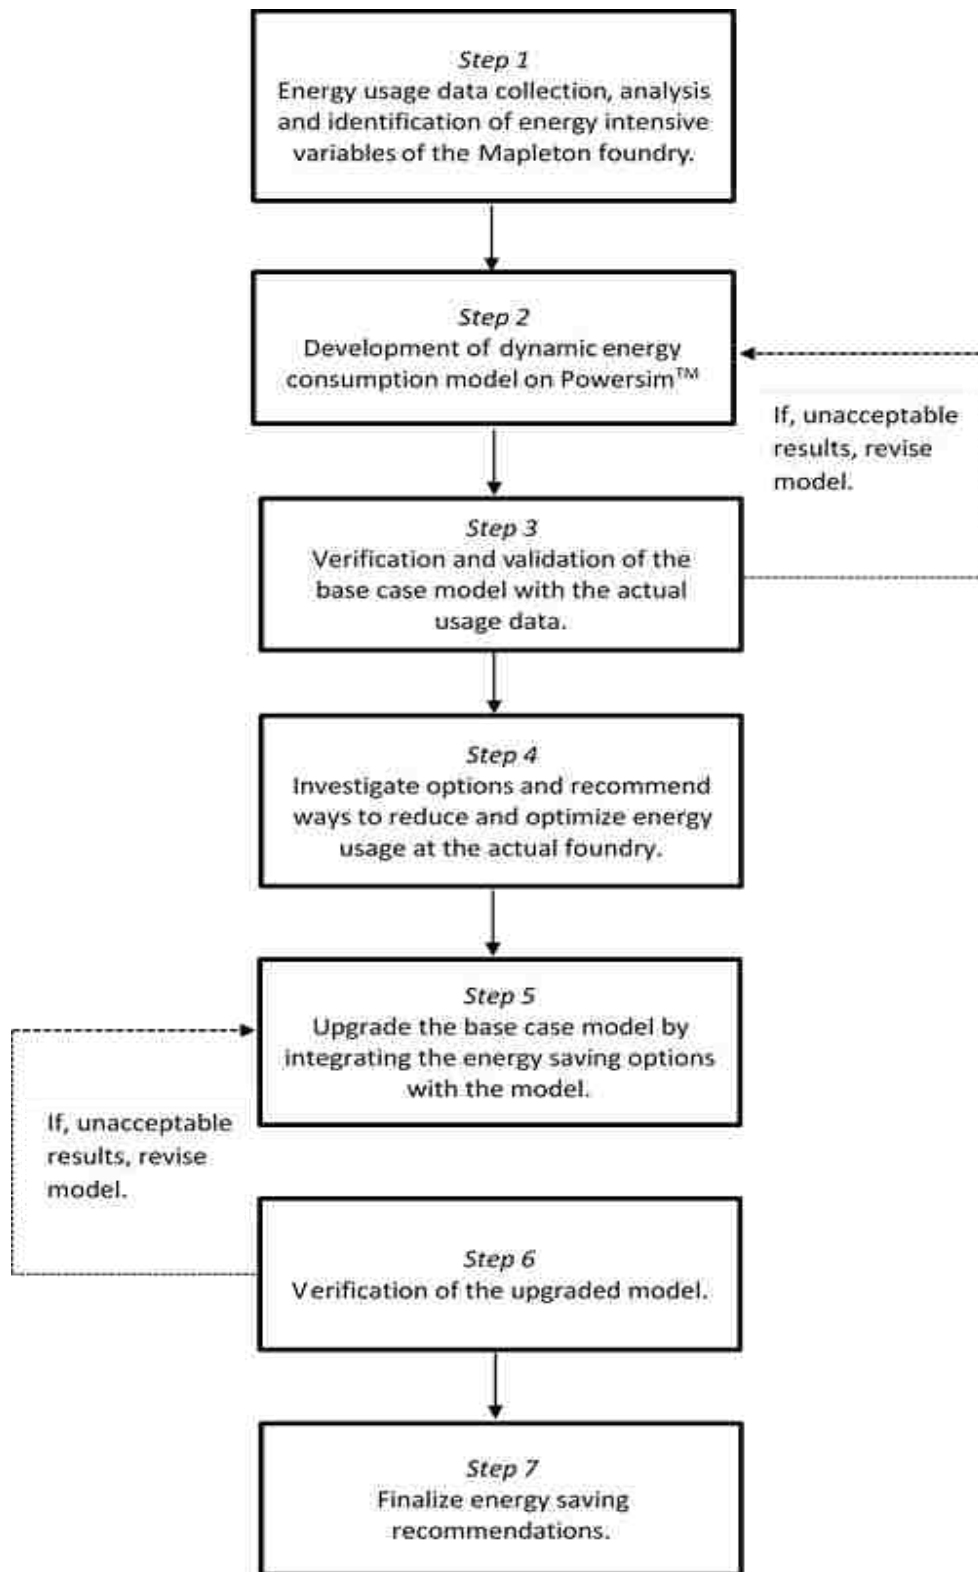 Step 1
Energy usage data collection, analysis
and identification of energy intensive
variables of the Mapleton foundry.
Step 2
Development of dynamic energy
consumption model on Powersim™
If, unacceptable
results, revise
model.
Step 3
Verification and validation of the
base case model with the actual
usage data.
Step 4
Investigate options and recommend
ways to reduce and optimize energy
usage at the actual foundry.
Step 5
Upgrade the base case model by
integrating the energy saving options
with the model.
If, unacceptable
results, revise
model.
Step 6
Verification of the upgraded model.
Step 7
Finalize energy saving
recommendations.